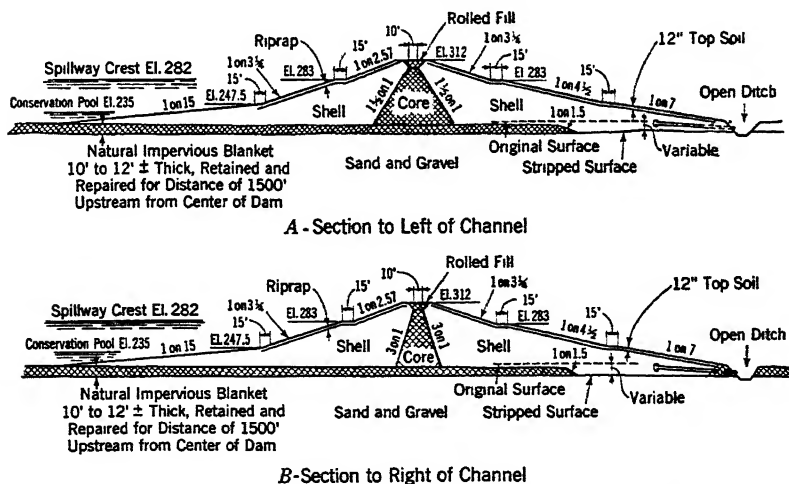 10'
Rolled Fill
15'
1 on 2.57
El. 312
1 on 3½
15'
12" Top Soil
Riprap
1 on 3½
Spillway Crest El. 282
15'
El. 283
El. 283
1 on 4½
15'
Open Ditch
Conservation Pool El. 235
El. 247.5
1 on 15
Shell
1½ on 1
Core
1½ on 1
Shell
1 on 7
1 on 1.5
Natural Impervious Blanket
10' to 12' ± Thick, Retained and
Repaired for Distance of 1500'
Upstream from Center of Dam
Sand and Gravel
Original Surface
Stripped Surface
Variable
A - Section to Left of Channel
10'
Rolled Fill
15'
1 on 2.57
El. 312
1 on 3½
15'
12" Top Soil
Riprap
1 on 3½
Spillway Crest El. 282
15'
El. 283
El. 283
1 on 4½
15'
Open Ditch
Conservation Pool El. 235
El. 247.5
1 on 15
Shell
3 on 1
Core
3 on 1
Shell
1 on 7
1 on 1.5
Natural Impervious Blanket
10' to 12' ± Thick, Retained and
Repaired for Distance of 1500'
Upstream from Center of Dam
Sand and Gravel
Original Surface
Stripped Surface
Variable
B-Section to Right of Channel